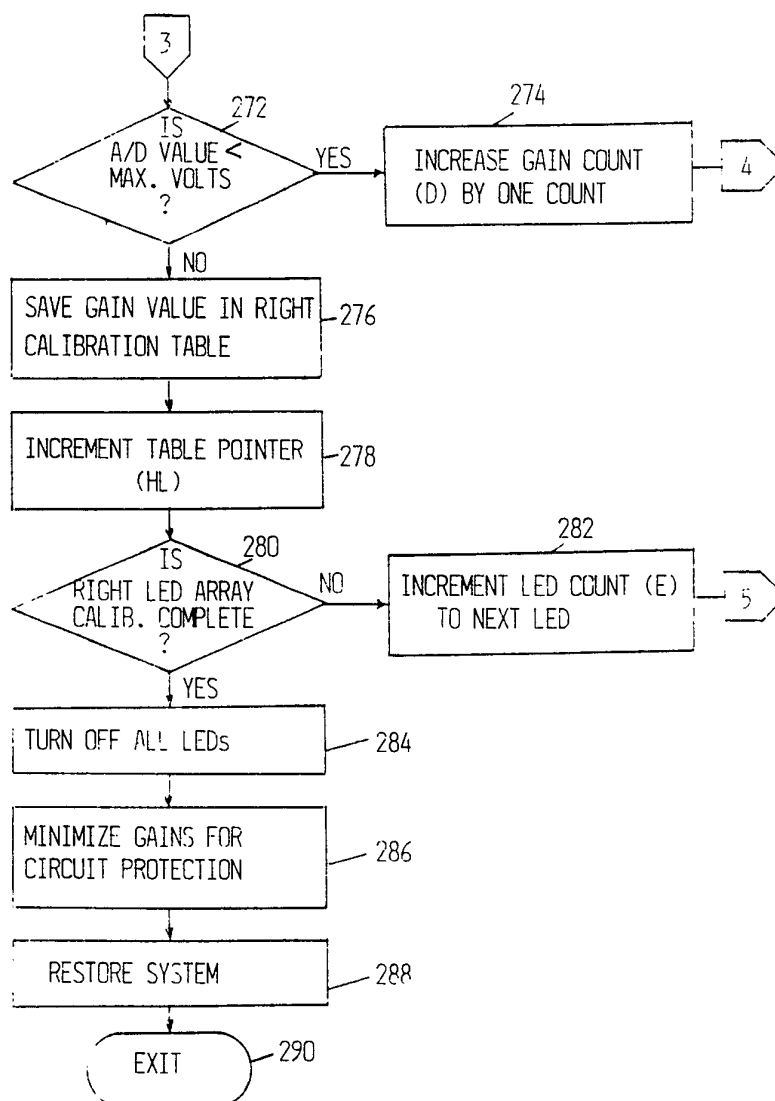 3
272
IS
A/D VALUE <
MAX. VOLTS
?
YES
274
INCREASE GAIN COUNT
(D) BY ONE COUNT
4
NO
SAVE GAIN VALUE IN RIGHT
CALIBRATION TABLE
276
INCREMENT TABLE POINTER
(HL)
278
280
IS
RIGHT LED ARRAY
CALIB. COMPLETE
?
NO
282
INCREMENT LED COUNT (E)
TO NEXT LED
5
YES
TURN OFF ALL LEDs
284
MINIMIZE GAINS FOR
CIRCUIT PROTECTION
286
RESTORE SYSTEM
288
EXIT
290